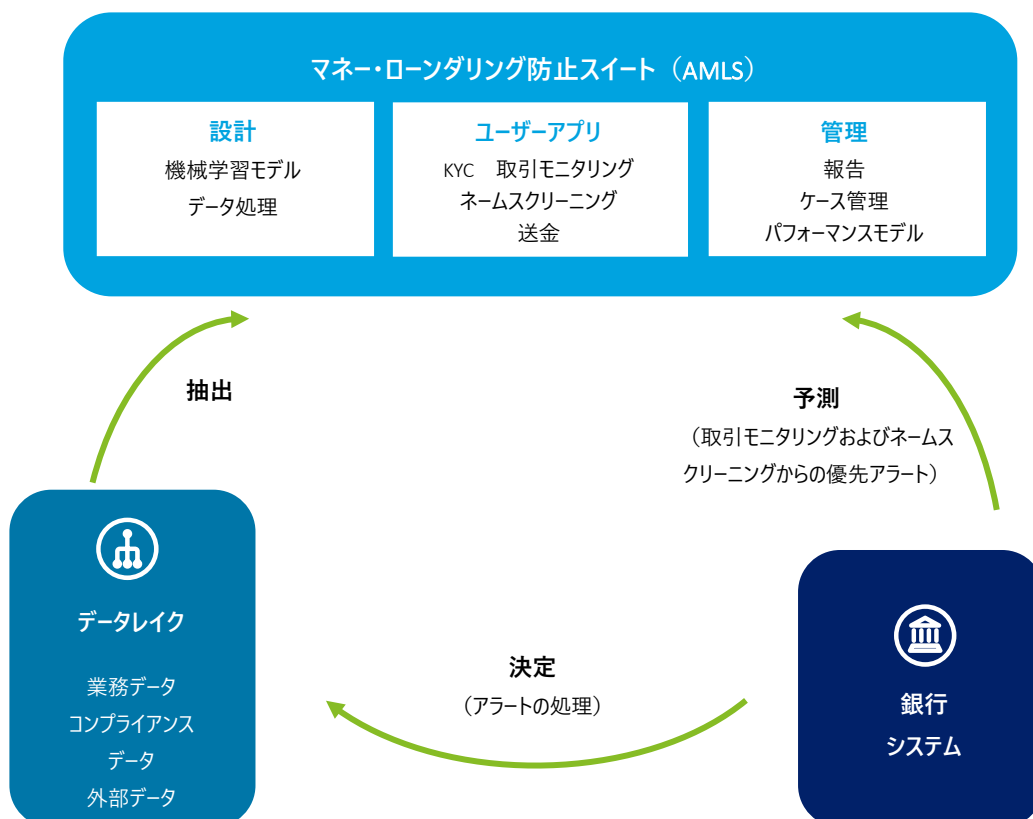 マネー・ローンダリング防止スイート（AMLS）
設計
機械学習モデル
データ処理
ユーザーアプリ
KYC　取引モニタリング
ネームスクリーニング
送金
管理
報告
ケース管理
パフォーマンスモデル
抽出
予測
（取引モニタリングおよびネームス
クリーニングからの優先アラート）
データレイク
業務データ
コンプライアンス
データ
外部データ
決定
（アラートの処理）
銀行
システム